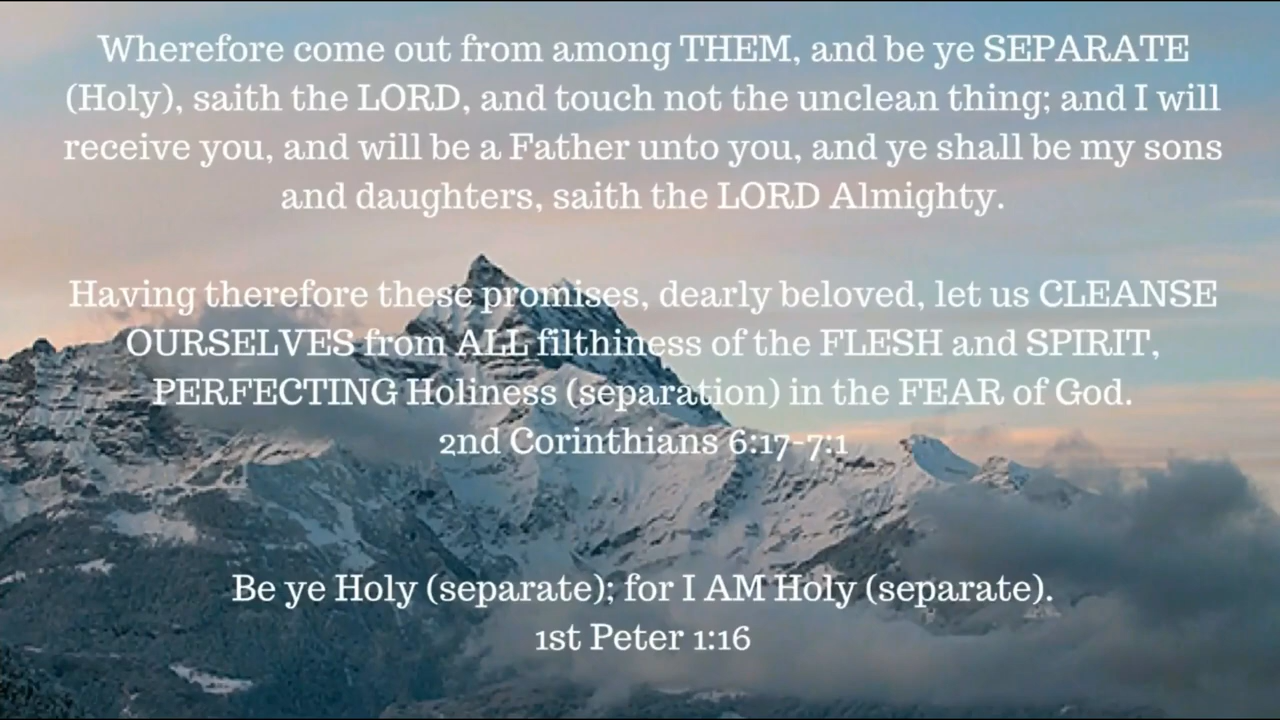 Wherefore come out from among THEM, and be ye SEPARATE
(Holy), saith the LORD, and touch not the unclean thing; and I will
receive you, and will be a Father unto you, and ye shall be my sons
and daughters, saith the LORD Almighty.
Having therefore these promises, dearly beloved, let us CLEANSE
OURSELVES from ALL filthiness of the FLESH and SPIRIT,
PERFECTING Holiness (separation) in the FEAR of God.
2nd Corinthians 6:17-7:1
Be ye Holy (separate); for I AM Holy (separate).
1st Peter 1:16